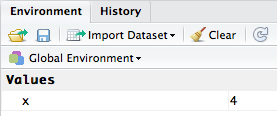 Environment History
Import Dataset Clear
Global Environment
Values
x 4